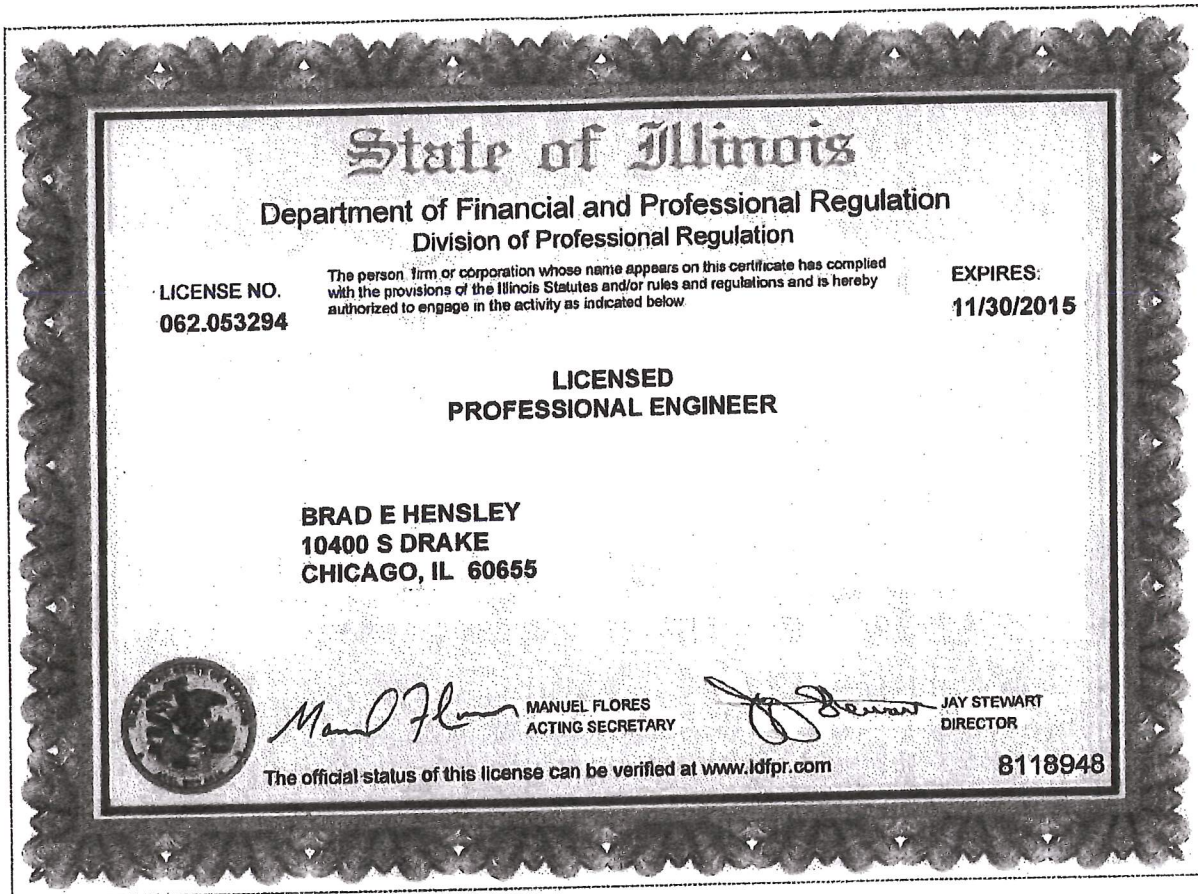 State of Illinois
Department of Financial and Professional Regulation
Division of Professional Regulation
LICENSE NO.
062.053294
The person, firm or corporation whose name appears on this certificate has complied
with the provisions of the Illinois Statutes and/or rules and regulations and is hereby
authorized to engage in the activity as indicated below
EXPIRES:
11/30/2015
LICENSED
PROFESSIONAL ENGINEER
BRAD E HENSLEY
10400 S DRAKE
CHICAGO, IL 60655
Manuel Flores
MANUEL FLORES
ACTING SECRETARY
Jay Stewart
JAY STEWART
DIRECTOR
The official status of this license can be verified at www.idfpr.com
8118948